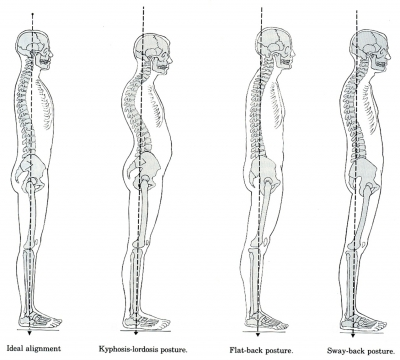 Ideal alignment
Kyphosis-lordosis posture.
Flat-back posture.
Sway-back posture.